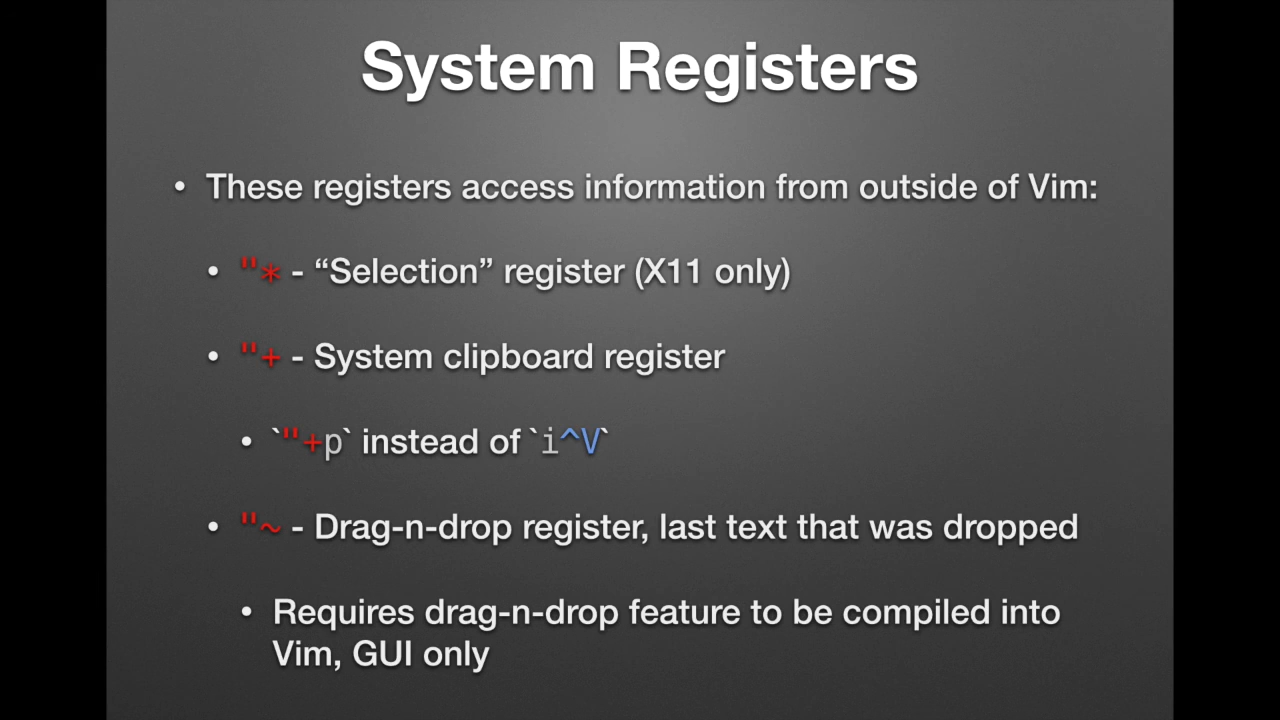 System Registers
• These registers access information from outside of Vim:
• "* - “Selection” register (X11 only)
• "+ - System clipboard register
• `"+p` instead of `i^V`
• "~ - Drag-n-drop register, last text that was dropped
• Requires drag-n-drop feature to be compiled into
Vim, GUI only